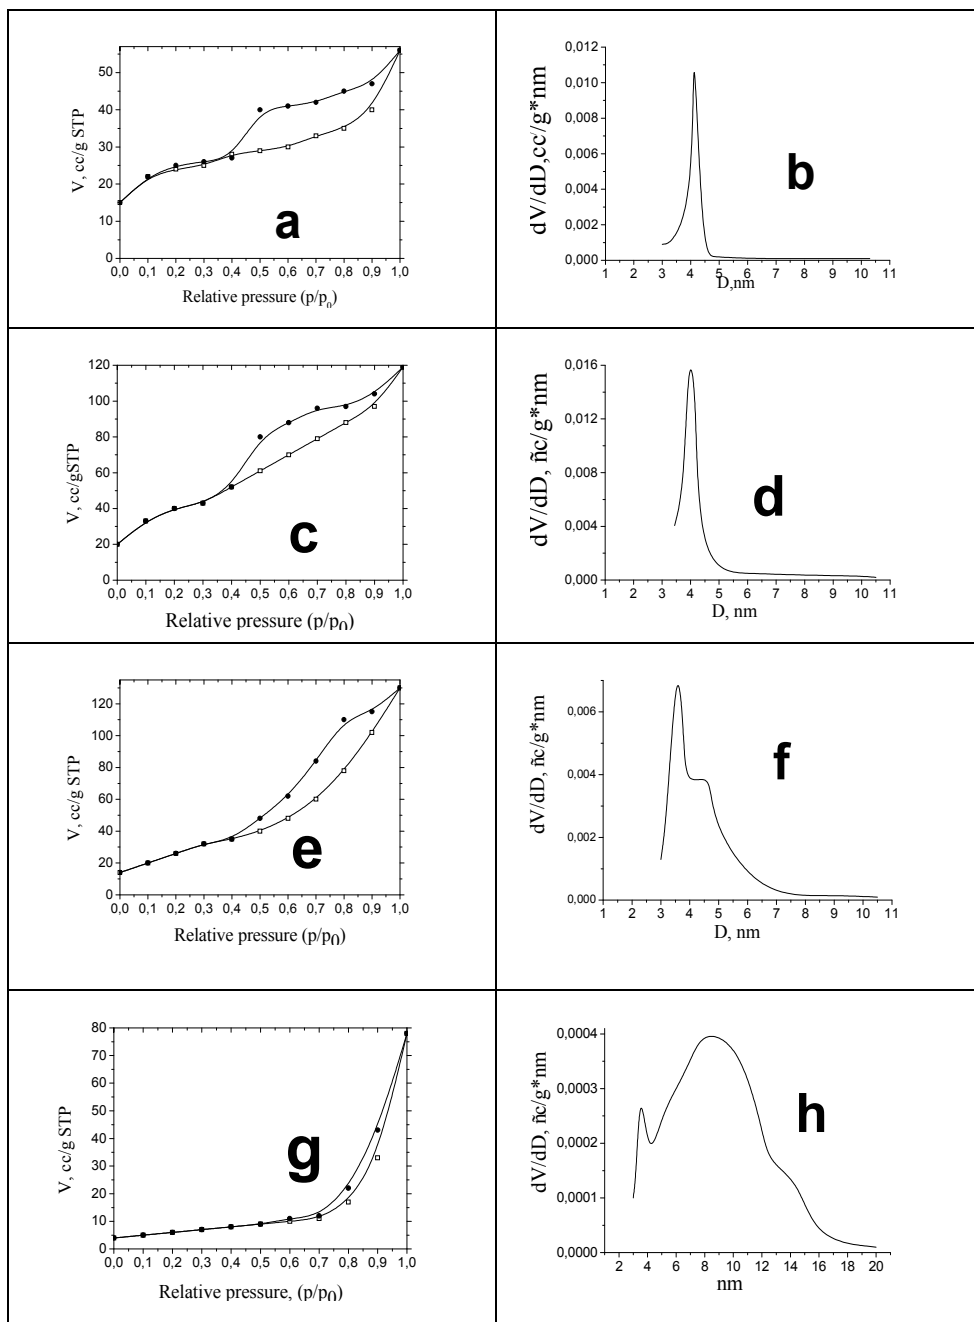 V, cc/g STP
50
40
30
20
10
0
0,0 0,1 0,2 0,3 0,4 0,5 0,6 0,7 0,8 0,9 1,0
Relative pressure (p/p0)
a
dV/dD,cc/g*nm
0,012
0,010
0,008
0,006
0,004
0,002
0,000
1 2 3 4 5 6 7 8 9 10 11
D,nm
b
V, cc/gSTP
120
100
80
60
40
20
0
0,0 0,1 0,2 0,3 0,4 0,5 0,6 0,7 0,8 0,9 1,0
Relative pressure (p/p0)
c
dV/dD, ñc/g*nm
0,016
0,012
0,008
0,004
0,000
1 2 3 4 5 6 7 8 9 10 11
D, nm
d
V, cc/g STP
120
100
80
60
40
20
0
0,0 0,1 0,2 0,3 0,4 0,5 0,6 0,7 0,8 0,9 1,0
Relative pressure (p/p0)
e
dV/dD, ñc/g*nm
0,006
0,004
0,002
0,000
1 2 3 4 5 6 7 8 9 10 11
D, nm
f
V, cc/g STP
80
70
60
50
40
30
20
10
0
0,0 0,1 0,2 0,3 0,4 0,5 0,6 0,7 0,8 0,9 1,0
Relative pressure, (p/p0)
g
dV/dD, ñc/g*nm
0,0004
0,0003
0,0002
0,0001
0,0000
2 4 6 8 10 12 14 16 18 20
nm
h